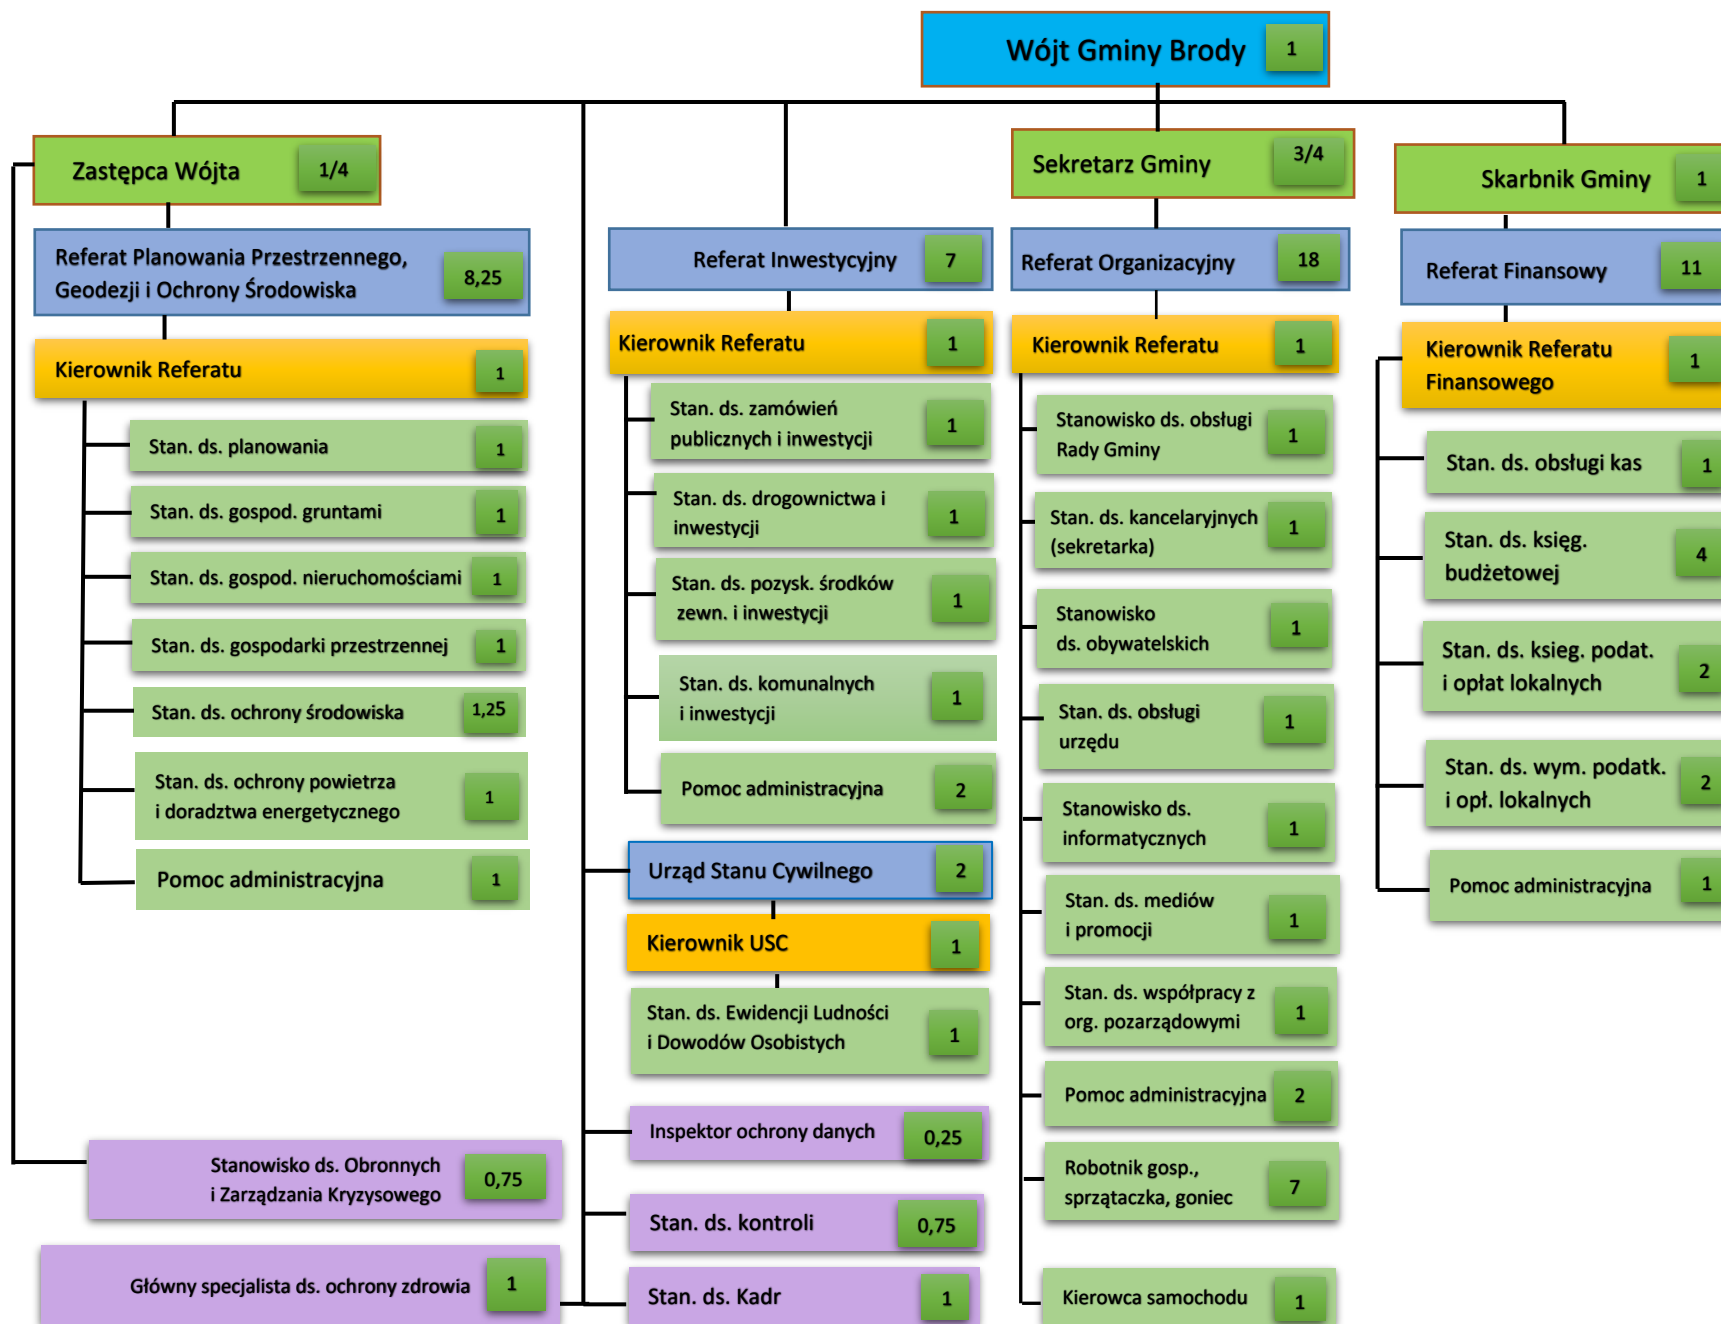 Wójt Gminy Brody 1
Zastępca Wójta 1/4
Referat Planowania Przestrzennego,
Geodezji i Ochrony Środowiska 8,25
Kierownik Referatu 1
Stan. ds. planowania 1
Stan. ds. gospod. gruntami 1
Stan. ds. gospod. nieruchomościami 1
Stan. ds. gospodarki przestrzennej 1
Stan. ds. ochrony środowiska 1,25
Stan. ds. ochrony powietrza
i doradztwa energetycznego 1
Pomoc administracyjna 1
Stanowisko ds. Obronnych
i Zarządzania Kryzysowego 0,75
Główny specjalista ds. ochrony zdrowia 1
Referat Inwestycyjny 7
Kierownik Referatu 1
Stan. ds. zamówień
publicznych i inwestycji 1
Stan. ds. drogownictwa i
inwestycji 1
Stan. ds. pozysk. środków
zewn. i inwestycji 1
Stan. ds. komunalnych
i inwestycji 1
Pomoc administracyjna 2
Urząd Stanu Cywilnego 2
Kierownik USC 1
Stan. ds. Ewidencji Ludności
i Dowodów Osobistych 1
Inspektor ochrony danych 0,25
Stan. ds. kontroli 0,75
Stan. ds. Kadr 1
Sekretarz Gminy 3/4
Referat Organizacyjny 18
Kierownik Referatu 1
Stanowisko ds. obsługi
Rady Gminy 1
Stan. ds. kancelaryjnych
(sekretarka) 1
Stanowisko
ds. obywatelskich 1
Stan. ds. obsługi
urzędu 1
Stanowisko ds.
informatycznych 1
Stan. ds. mediów
i promocji 1
Stan. ds. współpracy z
org. pozarządowymi 1
Pomoc administracyjna 2
Robotnik gosp.,
sprzątaczka, goniec 7
Kierowca samochodu 1
Skarbnik Gminy 1
Referat Finansowy 11
Kierownik Referatu
Finansowego 1
Stan. ds. obsługi kas 1
Stan. ds. księg.
budżetowej 4
Stan. ds. ksieg. podat.
i opłat lokalnych 2
Stan. ds. wym. podatk.
i opł. lokalnych 2
Pomoc administracyjna 1